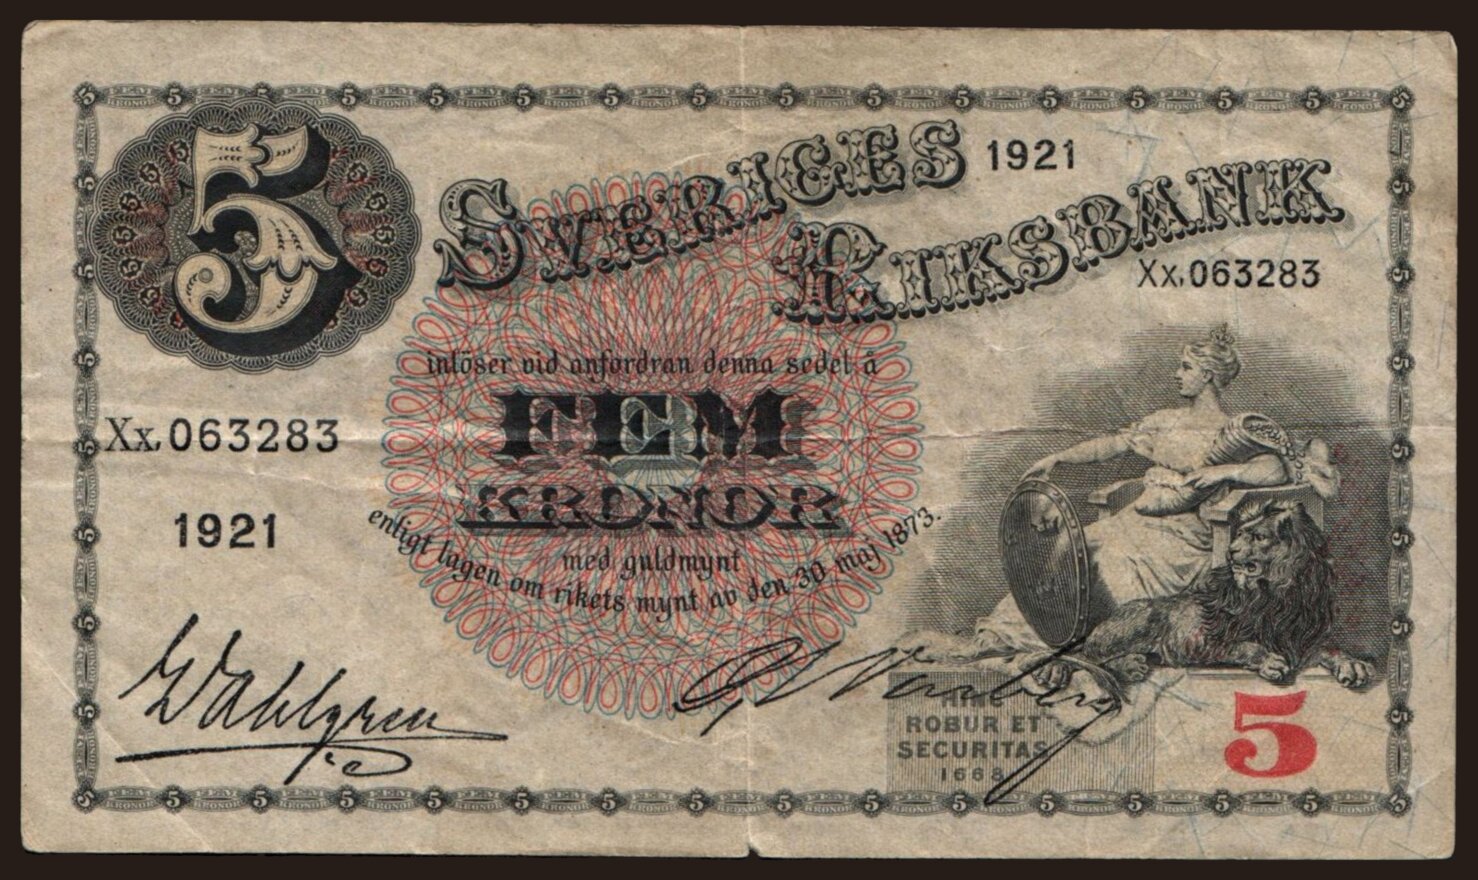 5
SVERIGES
1921
RIKSBANK
Xx,063283
inlöser vid anfordran denna sedel å
FEM
KRONOR
Xx,063283
1921
med guldmynt
enligt lagen om rikets mynt av den 30 maj 1873.
HINC
ROBUR ET
SECURITAS
1668
5